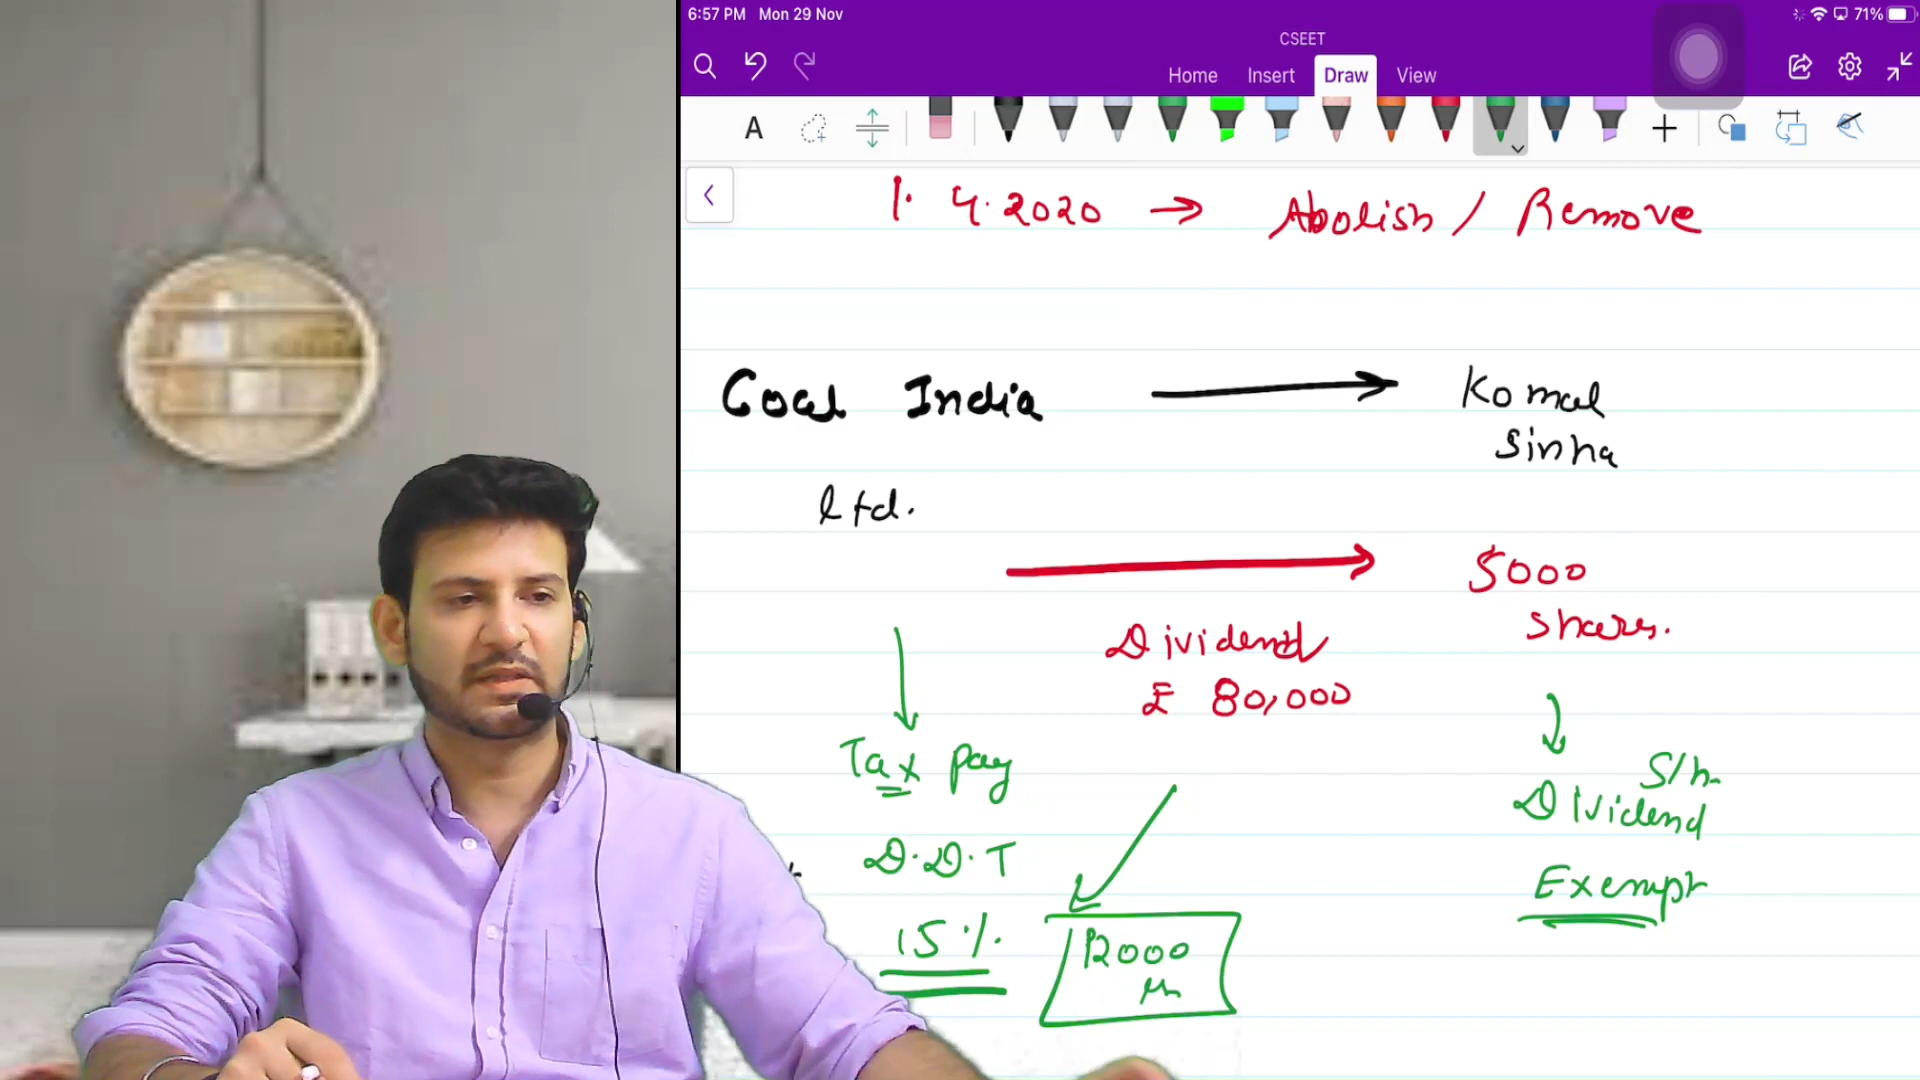 6:57 PM Mon 29 Nov
71%
CSEET
Home Insert Draw View
A
1. 4.2020 → Abolish / Remove
Coal India → Komal
Sinha
ltd.
→ 5000
shares.
Dividend
₹ 80,000
Tax pay
S/h.
Dividend
D.D.T
Exempt
15%
12000